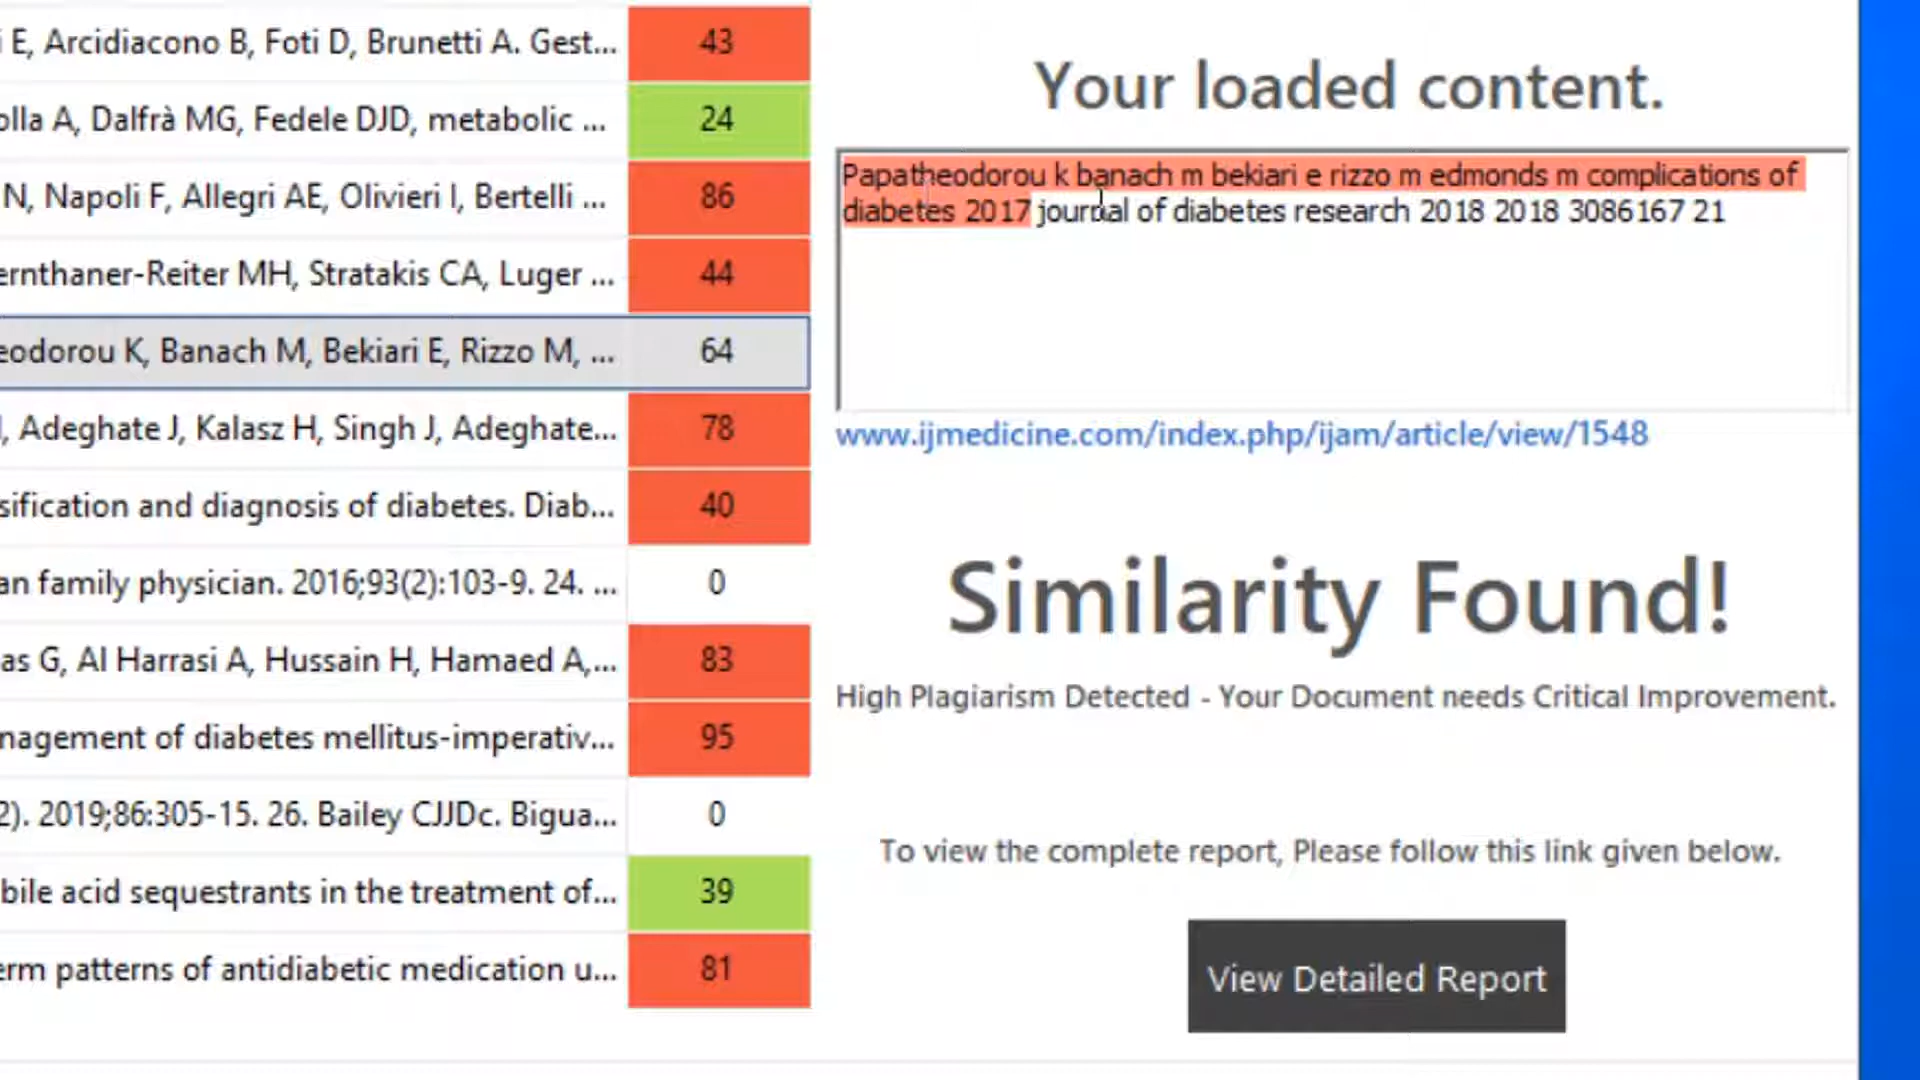 i E, Arcidiacono B, Foti D, Brunetti A. Gest... 43
olla A, Dalfrà MG, Fedele DJD, metabolic ... 24
N, Napoli F, Allegri AE, Olivieri I, Bertelli ... 86
ernthaner-Reiter MH, Stratakis CA, Luger ... 44
eodorou K, Banach M, Bekiari E, Rizzo M, ... 64
, Adeghate J, Kalasz H, Singh J, Adeghate... 78
sification and diagnosis of diabetes. Diab... 40
an family physician. 2016;93(2):103-9. 24. ... 0
as G, Al Harrasi A, Hussain H, Hamaed A,... 83
nagement of diabetes mellitus-imperativ... 95
2). 2019;86:305-15. 26. Bailey CJJDc. Bigua... 0
bile acid sequestrants in the treatment of... 39
erm patterns of antidiabetic medication u... 81
Your loaded content.
Papatheodorou k banach m bekiari e rizzo m edmonds m complications of
diabetes 2017 journal of diabetes research 2018 2018 3086167 21
www.ijmedicine.com/index.php/ijam/article/view/1548
Similarity Found!
High Plagiarism Detected - Your Document needs Critical Improvement.
To view the complete report, Please follow this link given below.
View Detailed Report